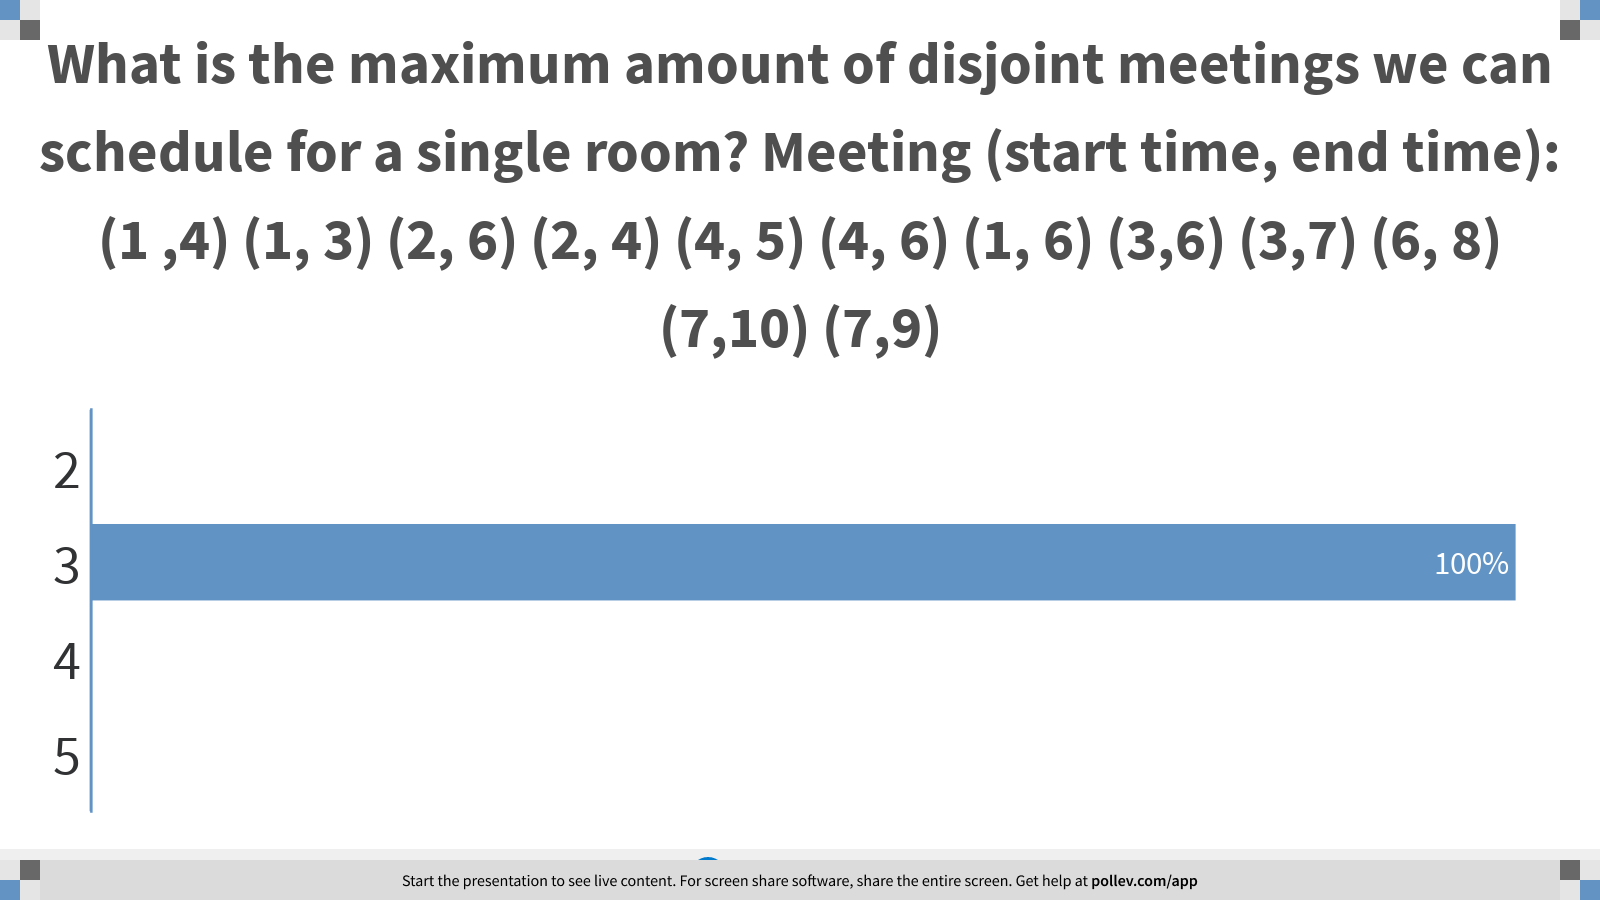 What is the maximum amount of disjoint meetings we can
schedule for a single room? Meeting (start time, end time):
(1 ,4) (1, 3) (2, 6) (2, 4) (4, 5) (4, 6) (1, 6) (3,6) (3,7) (6, 8)
(7,10) (7,9)
2
3
100%
4
5
Start the presentation to see live content. For screen share software, share the entire screen. Get help at pollev.com/app